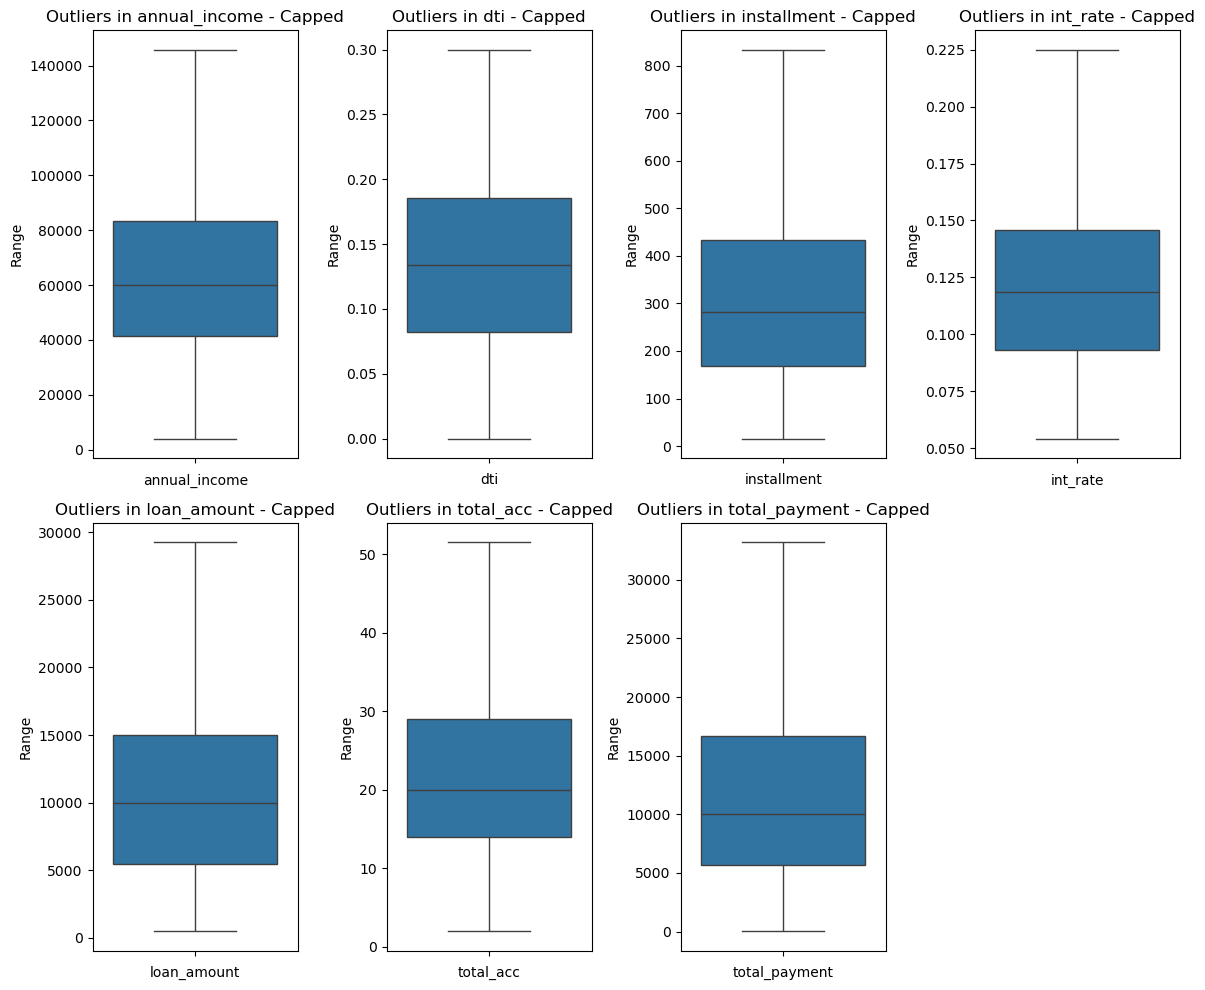 Outliers in annual_income - Capped
140000
120000
100000
80000
60000
40000
20000
0
Range
annual_income
Outliers in dti - Capped
0.30
0.25
0.20
0.15
0.10
0.05
0.00
Range
dti
Outliers in installment - Capped
800
700
600
500
400
300
200
100
0
Range
installment
Outliers in int_rate - Capped
0.225
0.200
0.175
0.150
0.125
0.100
0.075
0.050
Range
int_rate
Outliers in loan_amount - Capped
30000
25000
20000
15000
10000
5000
0
Range
loan_amount
Outliers in total_acc - Capped
50
40
30
20
10
0
Range
total_acc
Outliers in total_payment - Capped
30000
25000
20000
15000
10000
5000
0
Range
total_payment